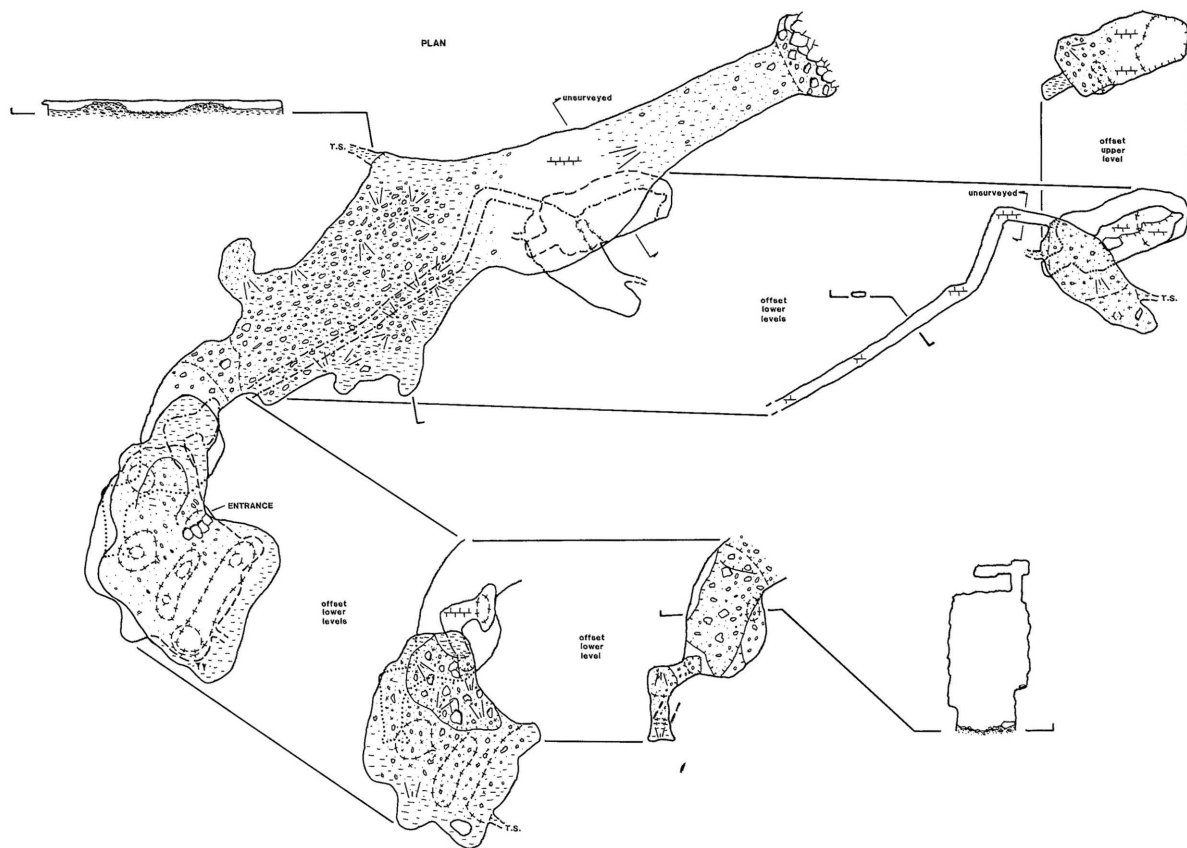 PLAN
unsurveyed
T.S.
offset
upper
level
unsurveyed
T.S.
offset
lower
levels
ENTRANCE
offset
lower
levels
offset
lower
level
T.S.